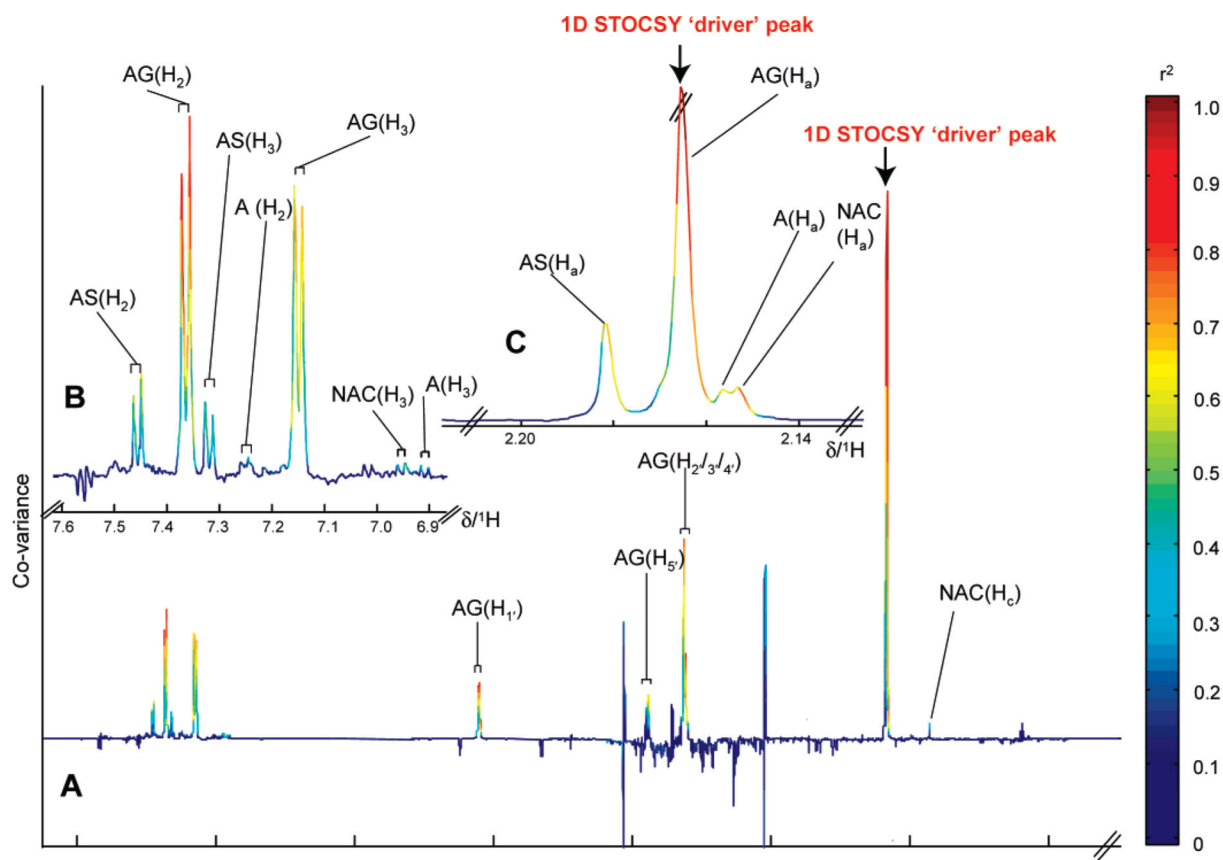 1D STOCSY ‘driver’ peak
r²
AG(H₂)
AG(Hₐ)
AS(H₃)
AG(H₃)
1D STOCSY ‘driver’ peak
A (H₂)
A(Hₐ)
NAC
(Hₐ)
AS(Hₐ)
AS(H₂)
C
B
NAC(H₃)
A(H₃)
2.20
2.14
δ/¹H
AG(H₂'/₃'/₄')
7.6
7.5
7.4
7.3
7.2
7.1
7.0
6.9
δ/¹H
Co-variance
AG(H₅')
AG(H₁')
NAC(H꜀)
A
1.0
0.9
0.8
0.7
0.6
0.5
0.4
0.3
0.2
0.1
0